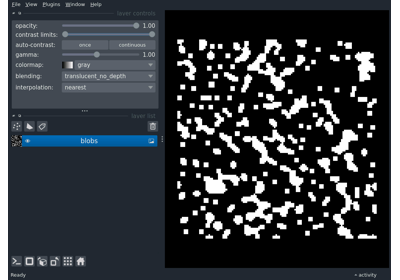 File View Plugins Window Help
layer controls
opacity: 1.00
contrast limits:
auto-contrast: once continuous
gamma: 1.00
colormap: gray
blending: translucent_no_depth
interpolation: nearest
layer list
blobs
Ready
activity